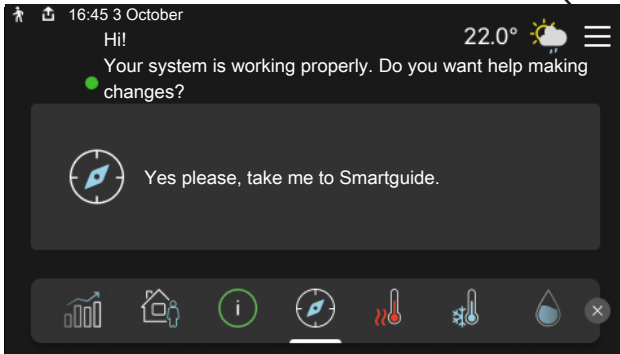 16:45 3 October
Hi!
22.0°
Your system is working properly. Do you want help making
changes?
Yes please, take me to Smartguide.
i